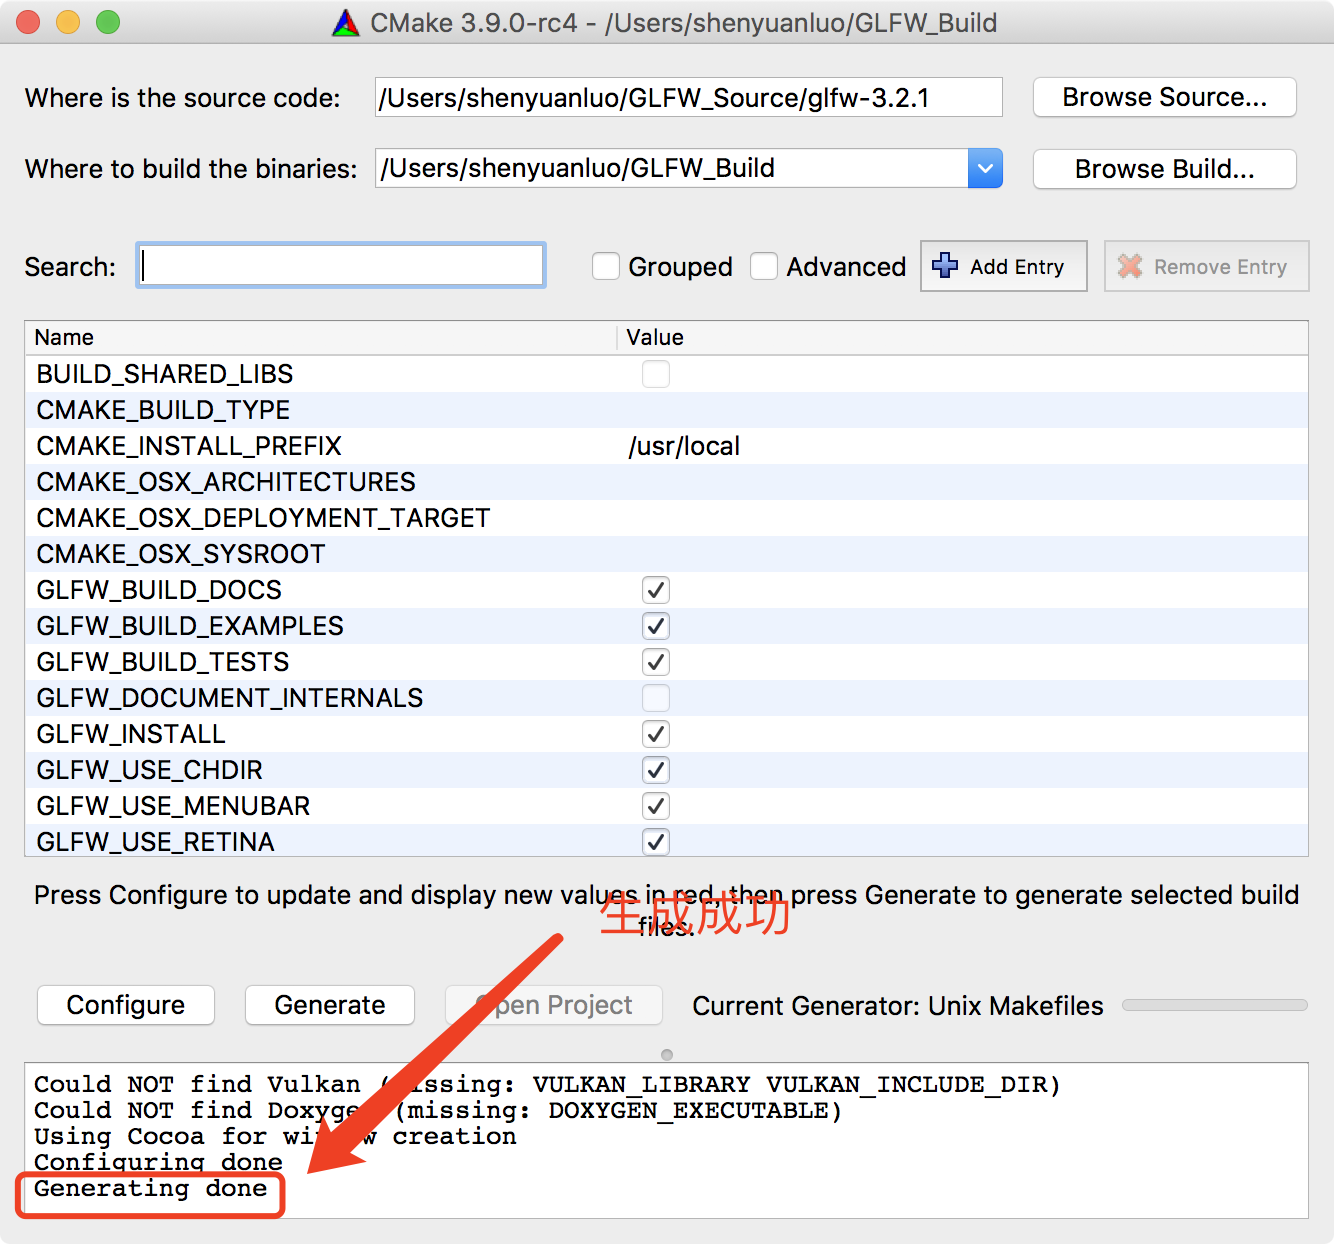 CMake 3.9.0-rc4 - /Users/shenyuanluo/GLFW_Build
Where is the source code: /Users/shenyuanluo/GLFW_Source/glfw-3.2.1 Browse Source...
Where to build the binaries: /Users/shenyuanluo/GLFW_Build Browse Build...
Search: Grouped Advanced Add Entry Remove Entry
Name Value
BUILD_SHARED_LIBS
CMAKE_BUILD_TYPE
CMAKE_INSTALL_PREFIX /usr/local
CMAKE_OSX_ARCHITECTURES
CMAKE_OSX_DEPLOYMENT_TARGET
CMAKE_OSX_SYSROOT
GLFW_BUILD_DOCS
GLFW_BUILD_EXAMPLES
GLFW_BUILD_TESTS
GLFW_DOCUMENT_INTERNALS
GLFW_INSTALL
GLFW_USE_CHDIR
GLFW_USE_MENUBAR
GLFW_USE_RETINA
Press Configure to update and display new values in red, then press Generate to generate selected build
files.
生成成功
Configure Generate Open Project Current Generator: Unix Makefiles
Could NOT find Vulkan (missing: VULKAN_LIBRARY VULKAN_INCLUDE_DIR)
Could NOT find Doxygen (missing: DOXYGEN_EXECUTABLE)
Using Cocoa for window creation
Configuring done
Generating done